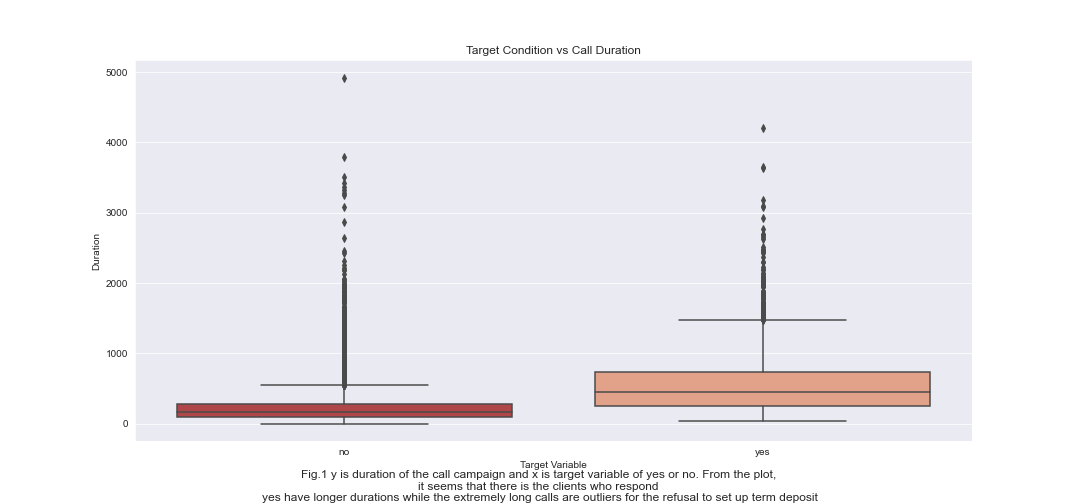 Target Condition vs Call Duration
5000
4000
3000
2000
1000
0
Duration
no
yes
Target Variable
Fig.1 y is duration of the call campaign and x is target variable of yes or no. From the plot,
it seems that there is the clients who respond
yes have longer durations while the extremely long calls are outliers for the refusal to set up term deposit